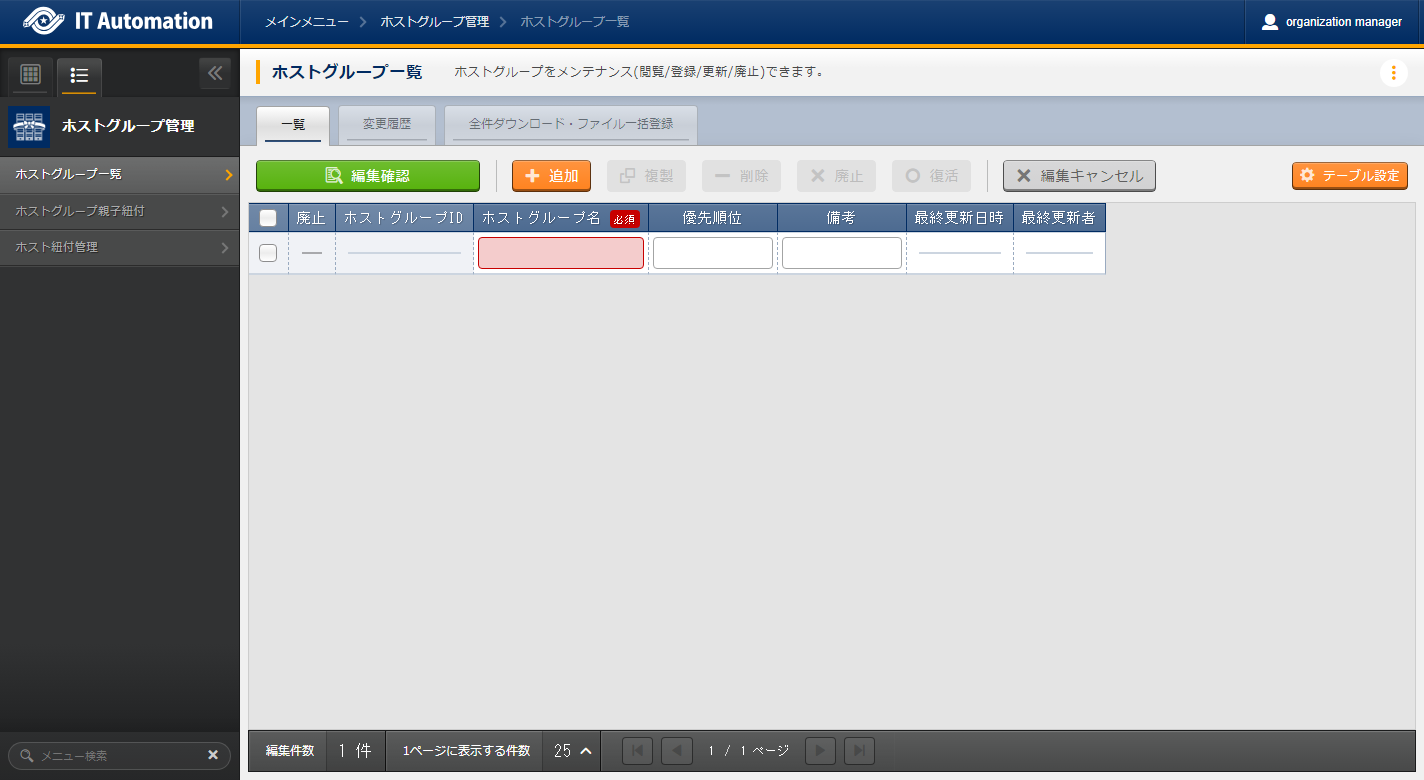 IT Automation
メインメニュー
ホストグループ管理
ホストグループ一覧
organization manager
ホストグループ管理
ホストグループ一覧
ホストグループ親子紐付
ホスト紐付管理
メニュー検索
ホストグループ一覧
ホストグループをメンテナンス(閲覧/登録/更新/廃止)できます。
一覧
変更履歴
全件ダウンロード・ファイル一括登録
編集確認
追加
複製
削除
廃止
復活
編集キャンセル
テーブル設定
廃止
ホストグループID
ホストグループ名 必須
優先順位
備考
最終更新日時
最終更新者
編集件数
1 件
1ページに表示する件数
25
1 / 1 ページ